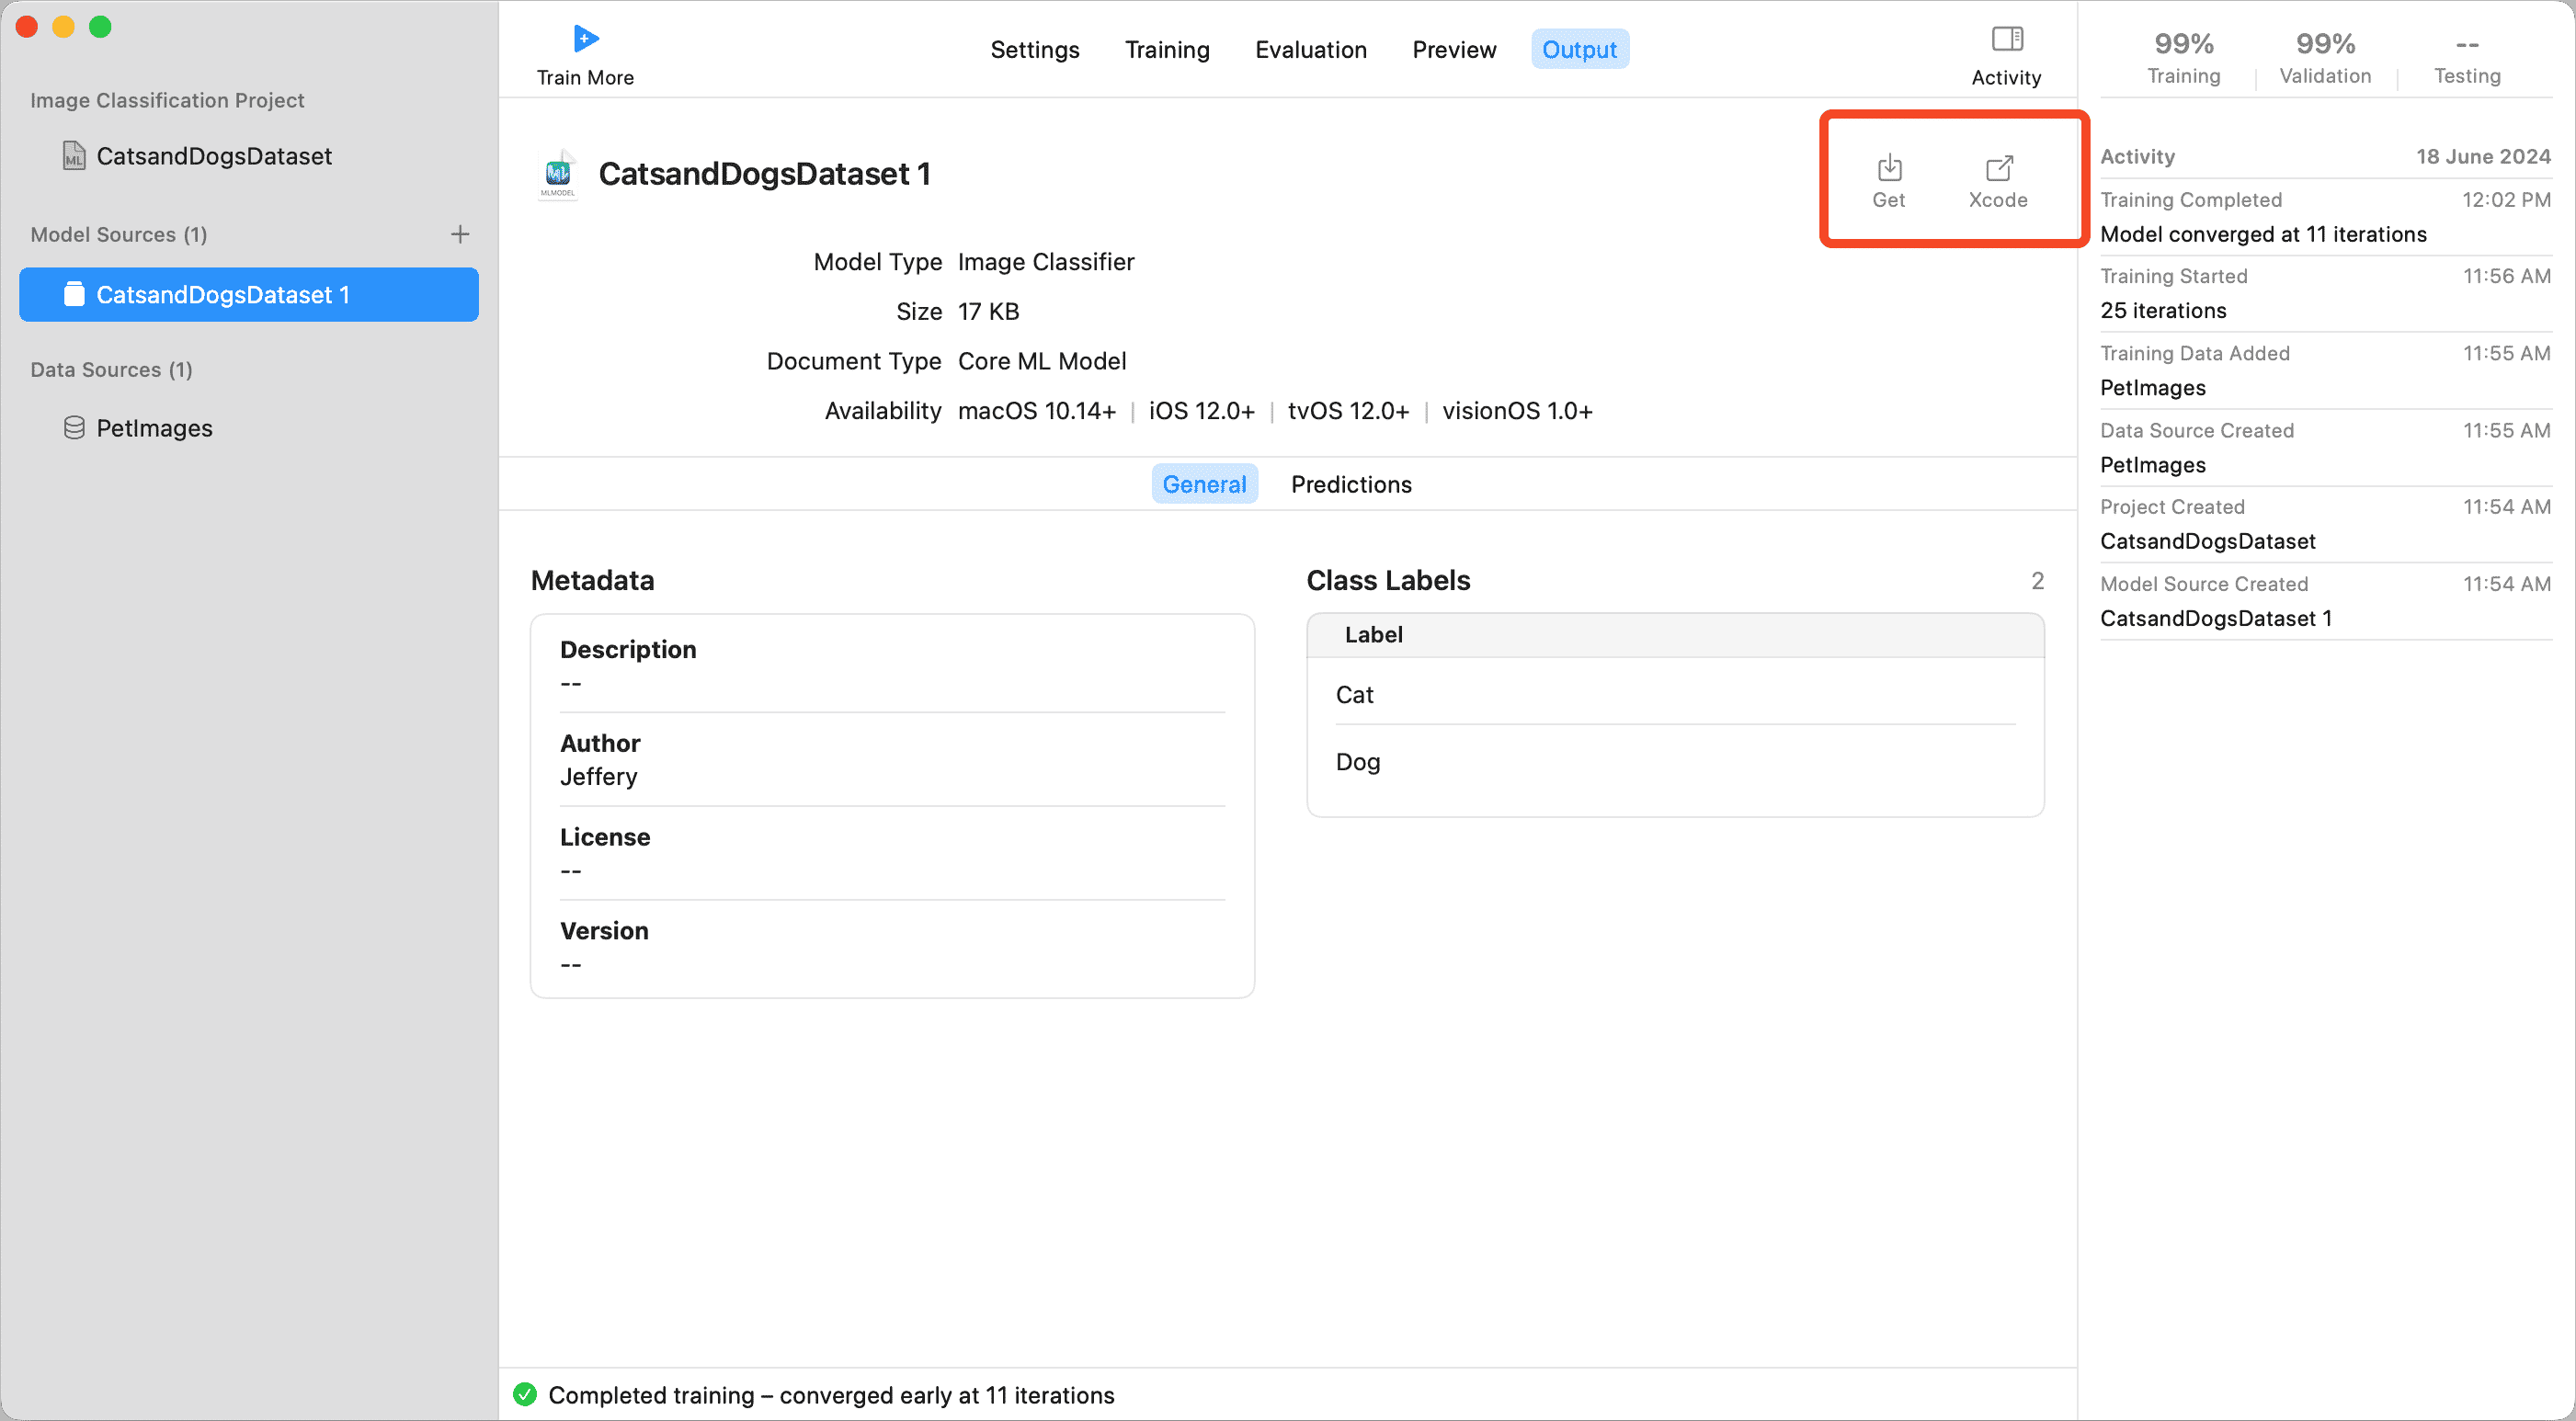 Image Classification Project
ML CatsandDogsDataset
Model Sources (1)
CatsandDogsDataset 1
Data Sources (1)
PetImages
Train More
Settings Training Evaluation Preview Output
Activity
MLMODEL
CatsandDogsDataset 1
Get Xcode
Model Type Image Classifier
Size 17 KB
Document Type Core ML Model
Availability macOS 10.14+ | iOS 12.0+ | tvOS 12.0+ | visionOS 1.0+
General Predictions
Metadata
Description
--
Author
Jeffery
License
--
Version
--
Class Labels 2
Label
Cat
Dog
Completed training – converged early at 11 iterations
99% 99% --
Training Validation Testing
Activity 18 June 2024
Training Completed 12:02 PM
Model converged at 11 iterations
Training Started 11:56 AM
25 iterations
Training Data Added 11:55 AM
PetImages
Data Source Created 11:55 AM
PetImages
Project Created 11:54 AM
CatsandDogsDataset
Model Source Created 11:54 AM
CatsandDogsDataset 1